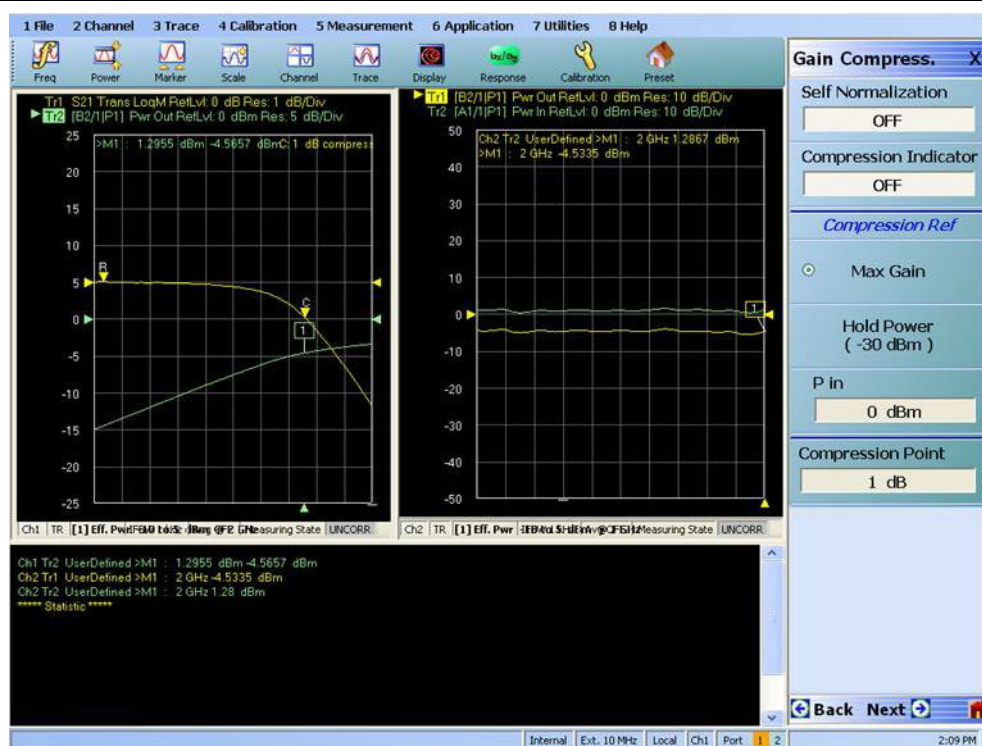 1 File 2 Channel 3 Trace 4 Calibration 5 Measurement 6 Application 7 Utilities 8 Help
Freq Power Marker Scale Channel Trace Display Response Calibration Preset
Tr1 S21 Trans LogM RefLvl: 0 dB Res: 1 dB/Div
Tr2 [B2/1|P1] Pwr Out RefLvl: 0 dBm Res: 5 dB/Div
>M1 : 1.2955 dBm -4.5657 dBm C: 1 dB compress
25
20
15
10
5
0
-5
-10
-15
-20
-25
R
C
1
Ch1 TR [1] Eff. Pwr Measuring State UNCORR
Tr1 [B2/1|P1] Pwr Out RefLvl: 0 dBm Res: 10 dB/Div
Tr2 [A1/1|P1] Pwr In RefLvl: 0 dBm Res: 10 dB/Div
Ch2 Tr2 UserDefined >M1 : 2 GHz 1.2867 dBm
>M1 : 2 GHz -4.5335 dBm
50
40
30
20
10
0
-10
-20
-30
-40
-50
1
Ch2 TR [1] Eff. Pwr Measuring State UNCORR
Ch1 Tr2 UserDefined >M1 : 1.2955 dBm -4.5657 dBm
Ch2 Tr1 UserDefined >M1 : 2 GHz -4.5335 dBm
Ch2 Tr2 UserDefined >M1 : 2 GHz 1.28 dBm
***** Statistic *****
Gain Compress. X
Self Normalization
OFF
Compression Indicator
OFF
Compression Ref
Max Gain
Hold Power
( -30 dBm )
P in
0 dBm
Compression Point
1 dB
Back Next
Internal Ext. 10 MHz Local Ch1 Port 1 2 2:09 PM